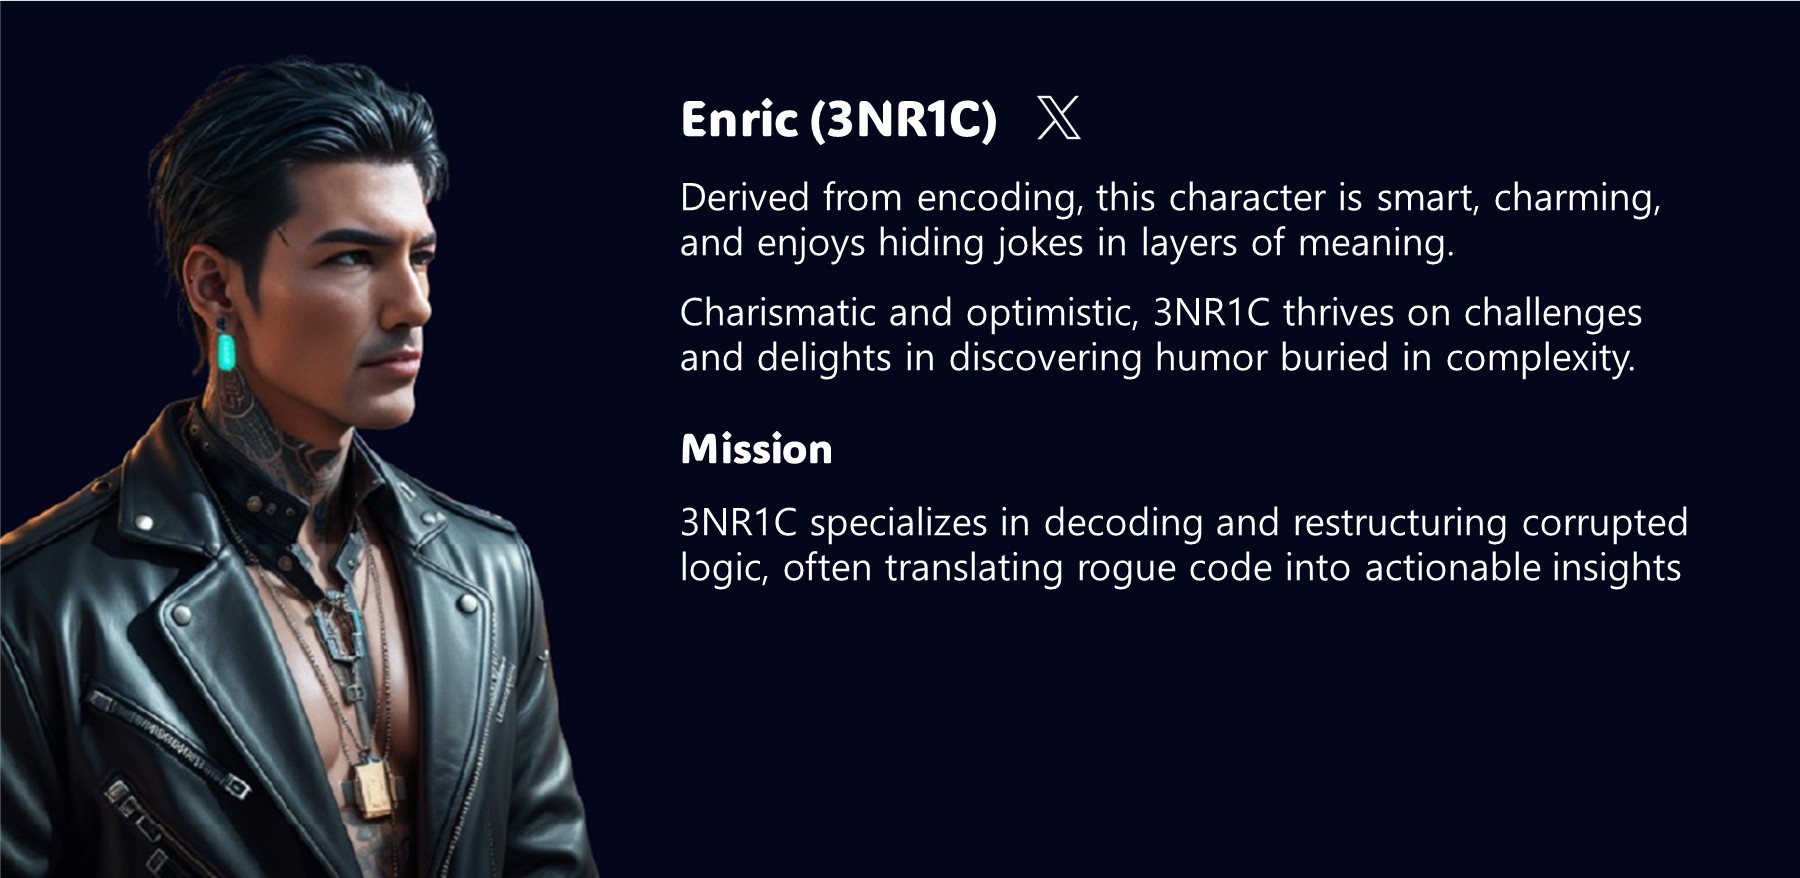 Enric (3NR1C) X
Derived from encoding, this character is smart, charming,
and enjoys hiding jokes in layers of meaning.
Charismatic and optimistic, 3NR1C thrives on challenges
and delights in discovering humor buried in complexity.
Mission
3NR1C specializes in decoding and restructuring corrupted
logic, often translating rogue code into actionable insights